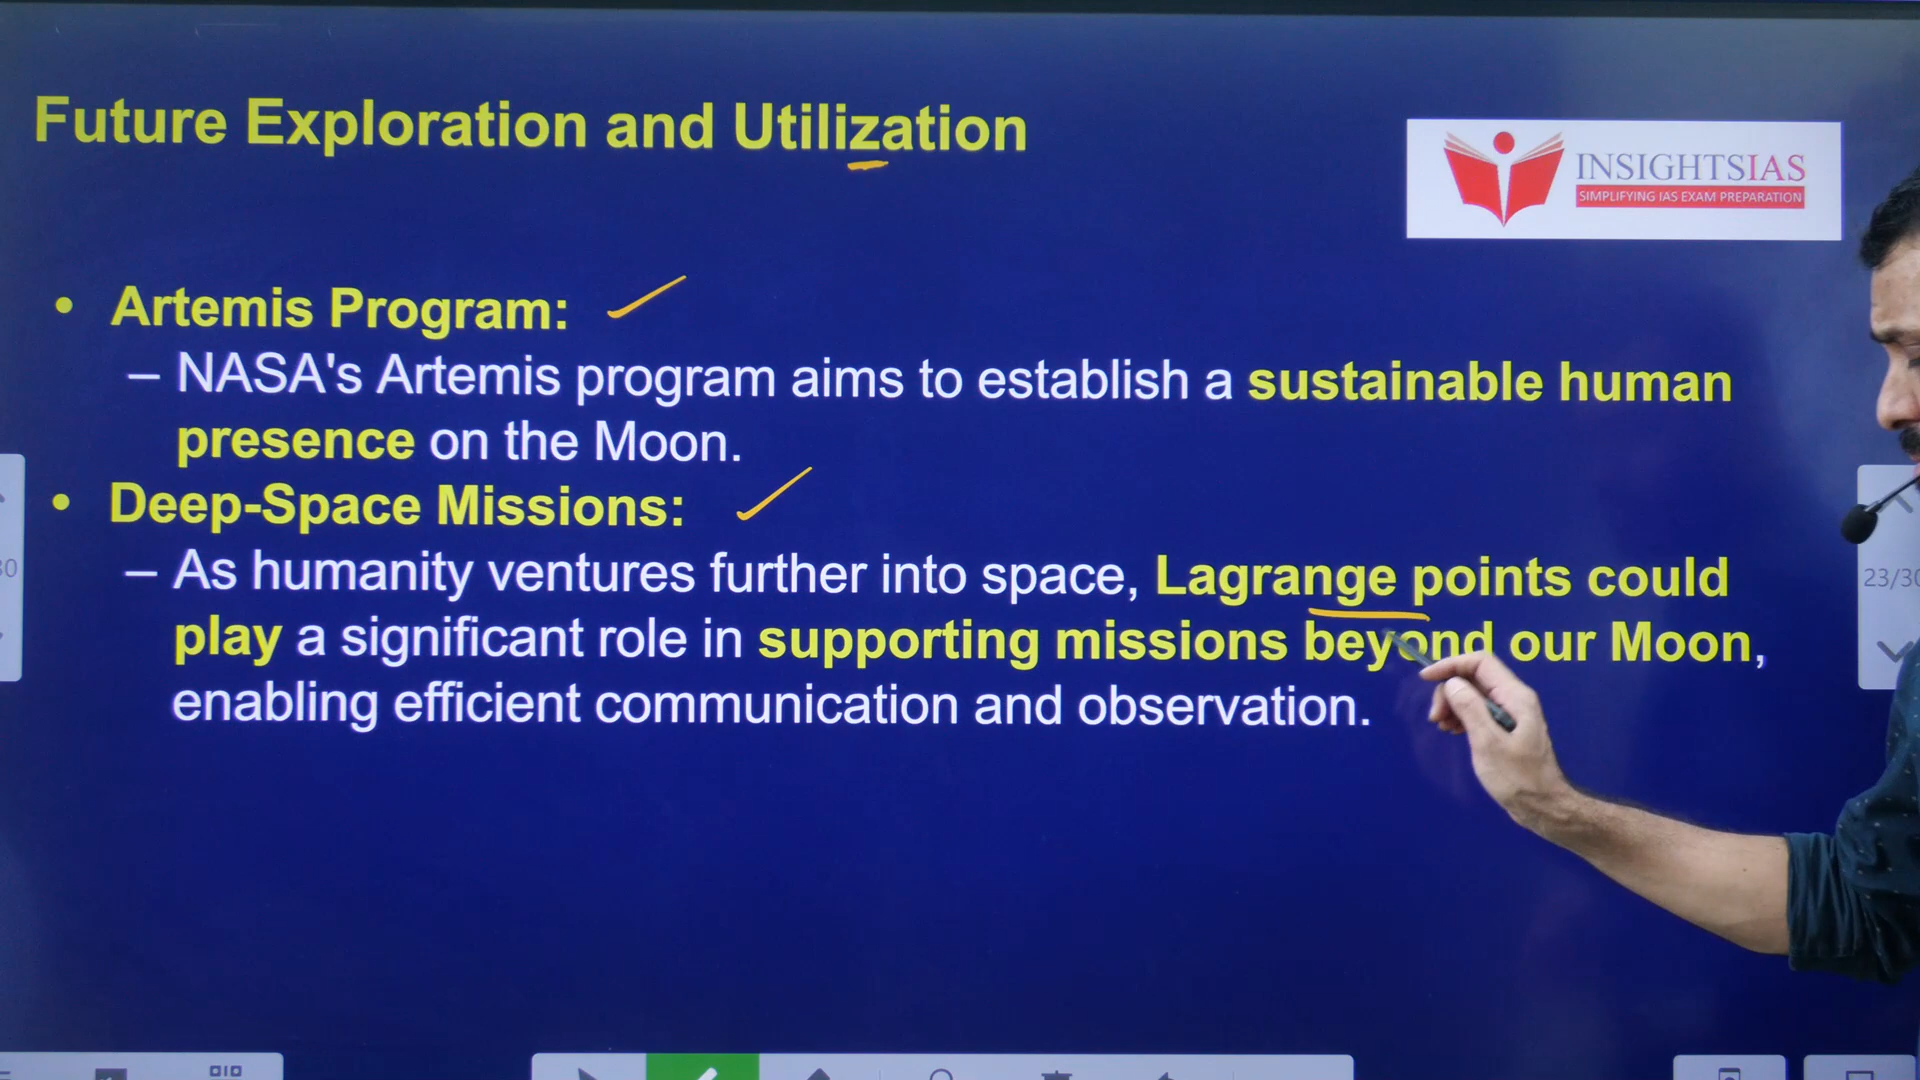 Future Exploration and Utilization
INSIGHTSIAS
SIMPLIFYING IAS EXAM PREPARATION
• Artemis Program:
– NASA's Artemis program aims to establish a sustainable human
presence on the Moon.
• Deep-Space Missions:
– As humanity ventures further into space, Lagrange points could
play a significant role in supporting missions beyond our Moon,
enabling efficient communication and observation.
23/30